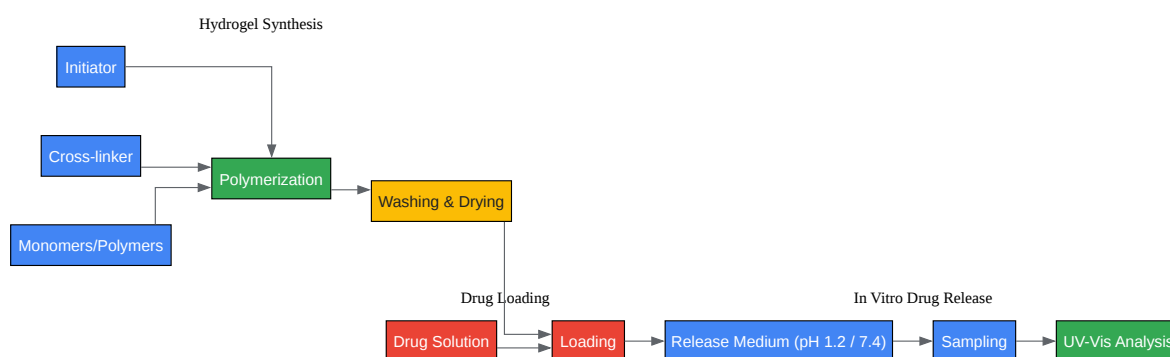 Hydrogel Synthesis
Initiator
Cross-linker
Polymerization
Washing & Drying
Monomers/Polymers
Drug Loading
In Vitro Drug Release
Drug Solution
Loading
Release Medium (pH 1.2 / 7.4)
Sampling
UV-Vis Analysis